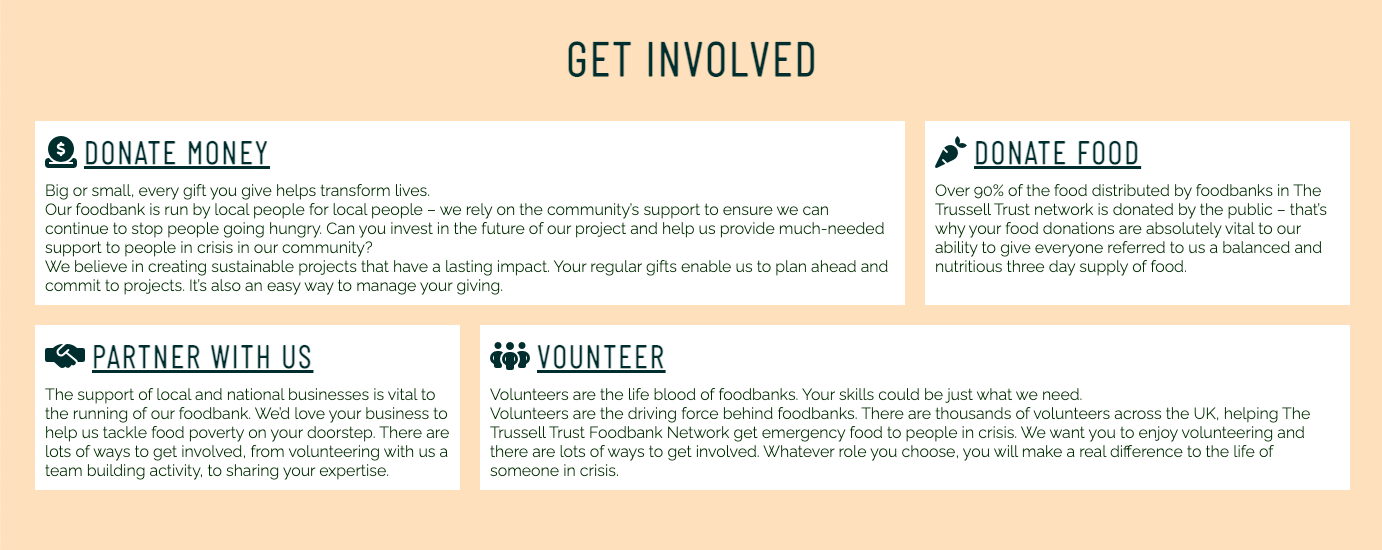 GET INVOLVED
DONATE MONEY
Big or small, every gift you give helps transform lives.
Our foodbank is run by local people for local people – we rely on the community's support to ensure we can
continue to stop people going hungry. Can you invest in the future of our project and help us provide much-needed
support to people in crisis in our community?
We believe in creating sustainable projects that have a lasting impact. Your regular gifts enable us to plan ahead and
commit to projects. It's also an easy way to manage your giving.
DONATE FOOD
Over 90% of the food distributed by foodbanks in The
Trussell Trust network is donated by the public – that's
why your food donations are absolutely vital to our
ability to give everyone referred to us a balanced and
nutritious three day supply of food.
PARTNER WITH US
The support of local and national businesses is vital to
the running of our foodbank. We'd love your business to
help us tackle food poverty on your doorstep. There are
lots of ways to get involved, from volunteering with us a
team building activity, to sharing your expertise.
VOUNTEER
Volunteers are the life blood of foodbanks. Your skills could be just what we need.
Volunteers are the driving force behind foodbanks. There are thousands of volunteers across the UK, helping The
Trussell Trust Foodbank Network get emergency food to people in crisis. We want you to enjoy volunteering and
there are lots of ways to get involved. Whatever role you choose, you will make a real difference to the life of
someone in crisis.